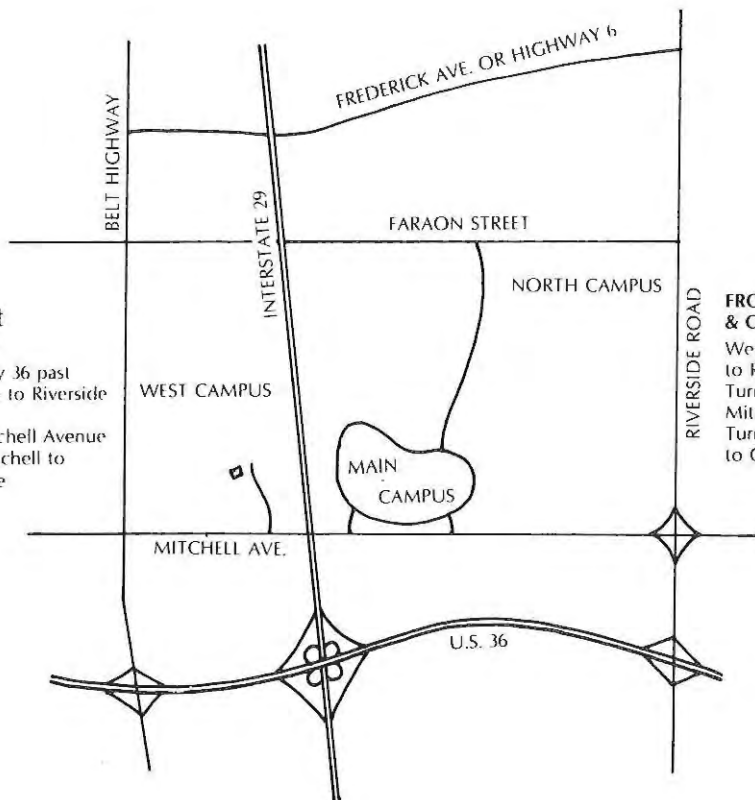 FREDERICK AVE. OR HIGHWAY 6
BELT HIGHWAY
INTERSTATE 29
FARAON STREET
NORTH CAMPUS
RIVERSIDE ROAD
y 36 past
to Riverside
chell Avenue
tchell to
e
WEST CAMPUS
MAIN
CAMPUS
MITCHELL AVE.
U.S. 36
FRO
& C
We
to
Tur
Mit
Tur
to